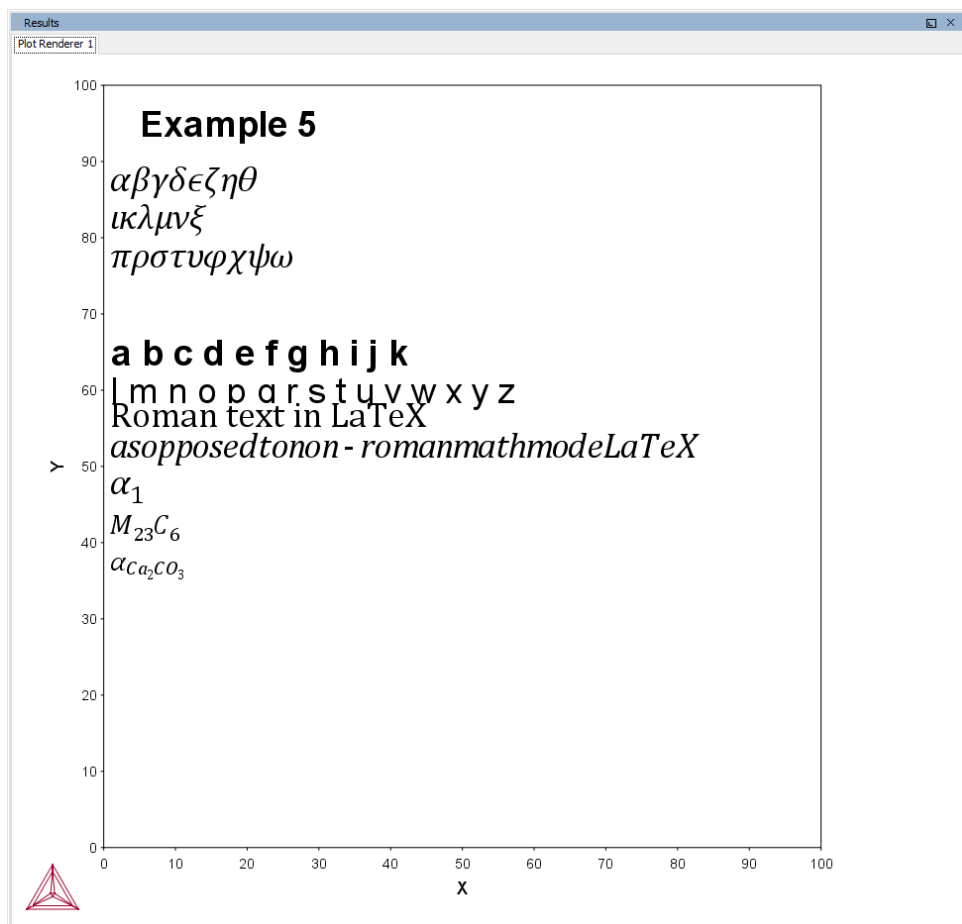 Results
Plot Renderer 1
100
Example 5
90
αβγδϵζηθ
ικλμνξ
80
πρστυφχψω
70
a b c d e f g h i j k
60
l m n o p q r s t u v w x y z
Roman text in LaTeX
asopposedtonon - romanmathmodeLaTeX
Y
50
α₁
M₂₃C₆
40
α_{Ca₂CO₃}
30
20
10
0
0 10 20 30 40 50 60 70 80 90 100
X